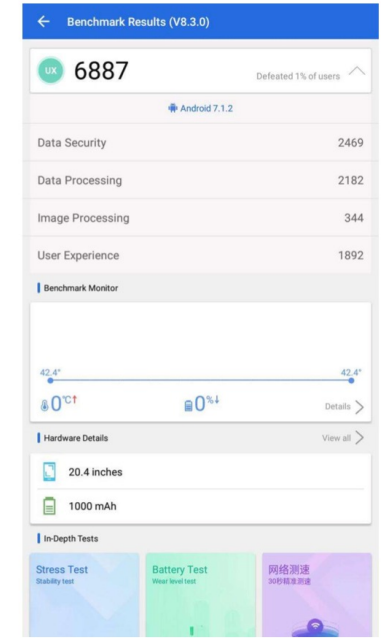 Benchmark Results (V8.3.0)
UX 6887 Defeated 1% of users
Android 7.1.2
Data Security 2469
Data Processing 2182
Image Processing 344
User Experience 1892
Benchmark Monitor
42.4° 42.4°
0°C↑ 0%↓ Details
Hardware Details View all
20.4 inches
1000 mAh
In-Depth Tests
Stress Test Battery Test 网络测速
Stability test Wear level test 30秒精准测速